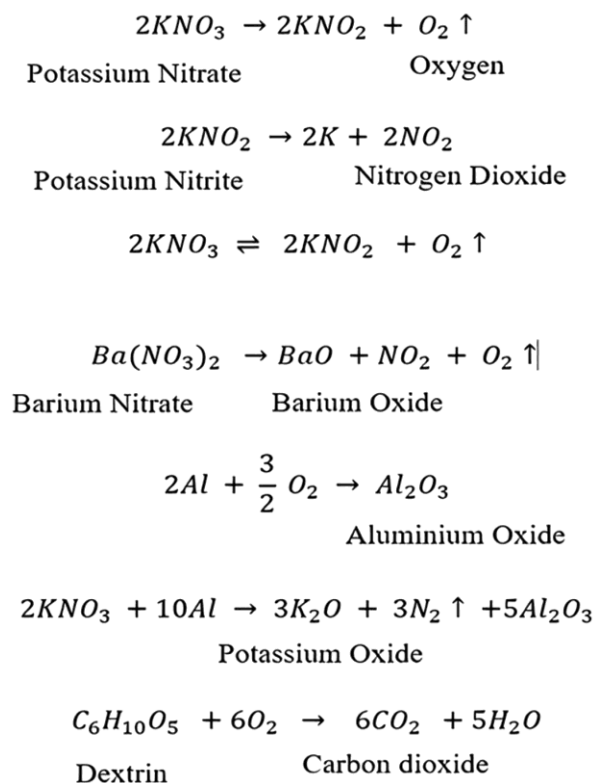 2KNO₃ → 2KNO₂ + O₂ ↑
Potassium Nitrate Oxygen
2KNO₂ → 2K + 2NO₂
Potassium Nitrite Nitrogen Dioxide
2KNO₃ ⇌ 2KNO₂ + O₂ ↑
Ba(NO₃)₂ → BaO + NO₂ + O₂ ↑
Barium Nitrate Barium Oxide
2Al + 3/2 O₂ → Al₂O₃
Aluminium Oxide
2KNO₃ + 10Al → 3K₂O + 3N₂ ↑ +5Al₂O₃
Potassium Oxide
C₆H₁₀O₅ + 6O₂ → 6CO₂ + 5H₂O
Dextrin Carbon dioxide